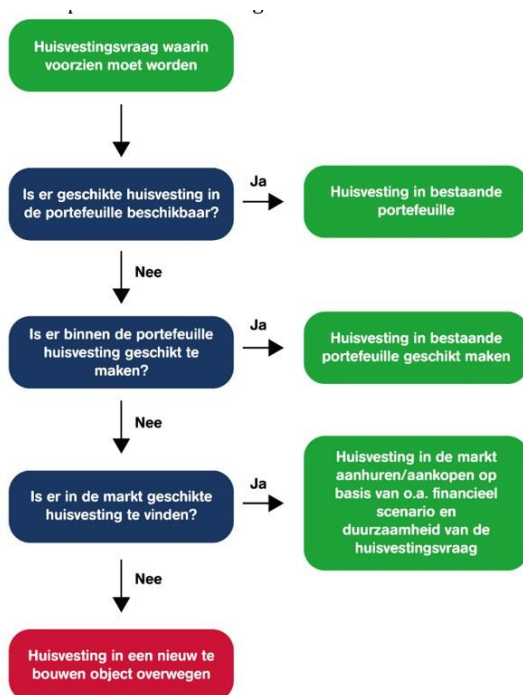 Huisvestingsvraag waarin
voorzien moet worden
Is er geschikte huisvesting in
de portefeuille beschikbaar?
Ja
Huisvesting in bestaande
portefeuille
Nee
Is er binnen de portefeuille
huisvesting geschikt te
maken?
Ja
Huisvesting in bestaande
portefeuille geschikt maken
Nee
Is er in de markt geschikte
huisvesting te vinden?
Ja
Huisvesting in de markt
aanhuren/aankopen op
basis van o.a. financieel
scenario en
duurzaamheid van de
huisvestingsvraag
Nee
Huisvesting in een nieuw te
bouwen object overwegen